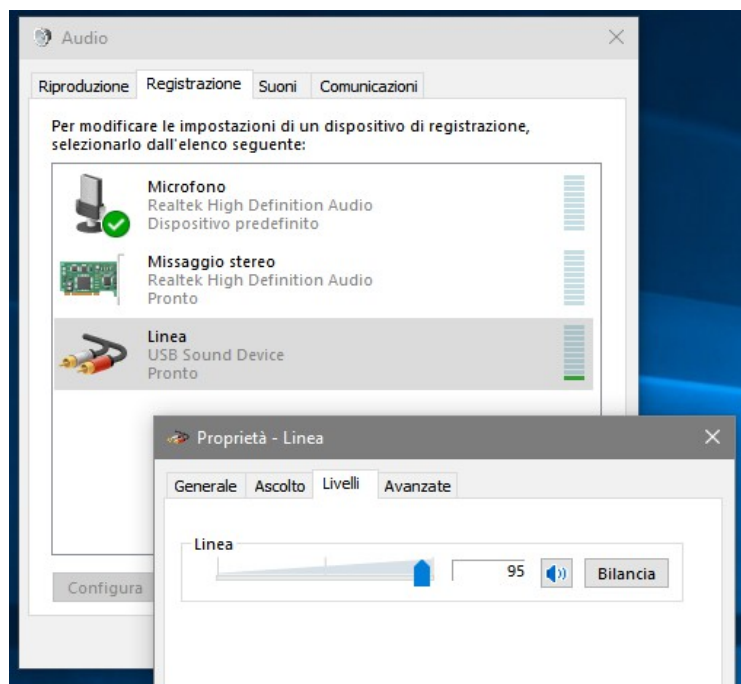 Audio
Riproduzione Registrazione Suoni Comunicazioni
Per modificare le impostazioni di un dispositivo di registrazione,
selezionarlo dall'elenco seguente:
Microfono
Realtek High Definition Audio
Dispositivo predefinito
Missaggio stereo
Realtek High Definition Audio
Pronto
Linea
USB Sound Device
Pronto
Configura
Proprietà - Linea
Generale Ascolto Livelli Avanzate
Linea
95 Bilancia